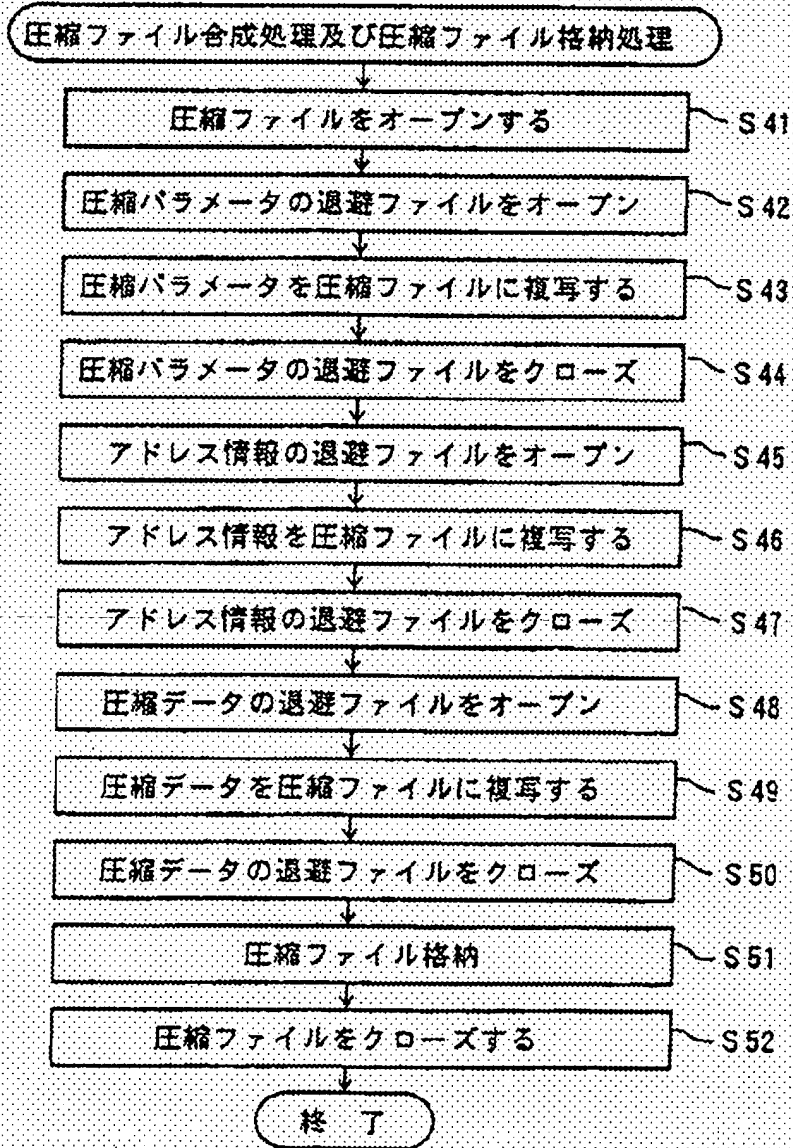 圧縮ファイル合成処理及び圧縮ファイル格納処理
圧縮ファイルをオープンする S41
圧縮パラメータの退避ファイルをオープン S42
圧縮パラメータを圧縮ファイルに複写する S43
圧縮パラメータの退避ファイルをクローズ S44
アドレス情報の退避ファイルをオープン S45
アドレス情報を圧縮ファイルに複写する S46
アドレス情報の退避ファイルをクローズ S47
圧縮データの退避ファイルをオープン S48
圧縮データを圧縮ファイルに複写する S49
圧縮データの退避ファイルをクローズ S50
圧縮ファイル格納 S51
圧縮ファイルをクローズする S52
終 了